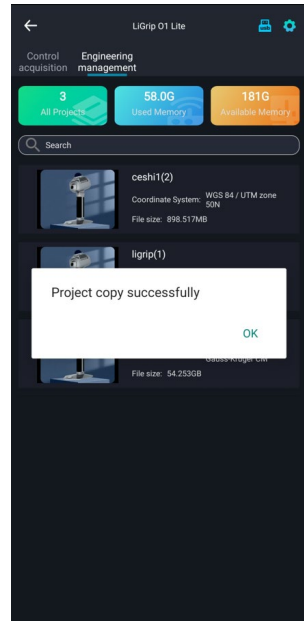 LiGrip O1 Lite
Control acquisition
Engineering management
3
All Projects
58.0G
Used Memory
181G
Available Memory
Search
ceshi1(2)
Coordinate System: WGS 84 / UTM zone 50N
File size: 898.517MB
ligrip(1)
Project copy successfully
OK
Gauss-Kruger CM
File size: 54.253GB